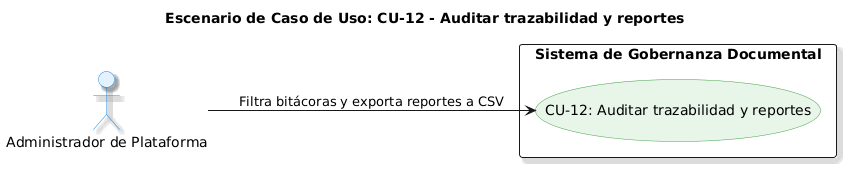 Escenario de Caso de Uso: CU-12 - Auditar trazabilidad y reportes
Sistema de Gobernanza Documental
Filtra bitácoras y exporta reportes a CSV
CU-12: Auditar trazabilidad y reportes
Administrador de Plataforma